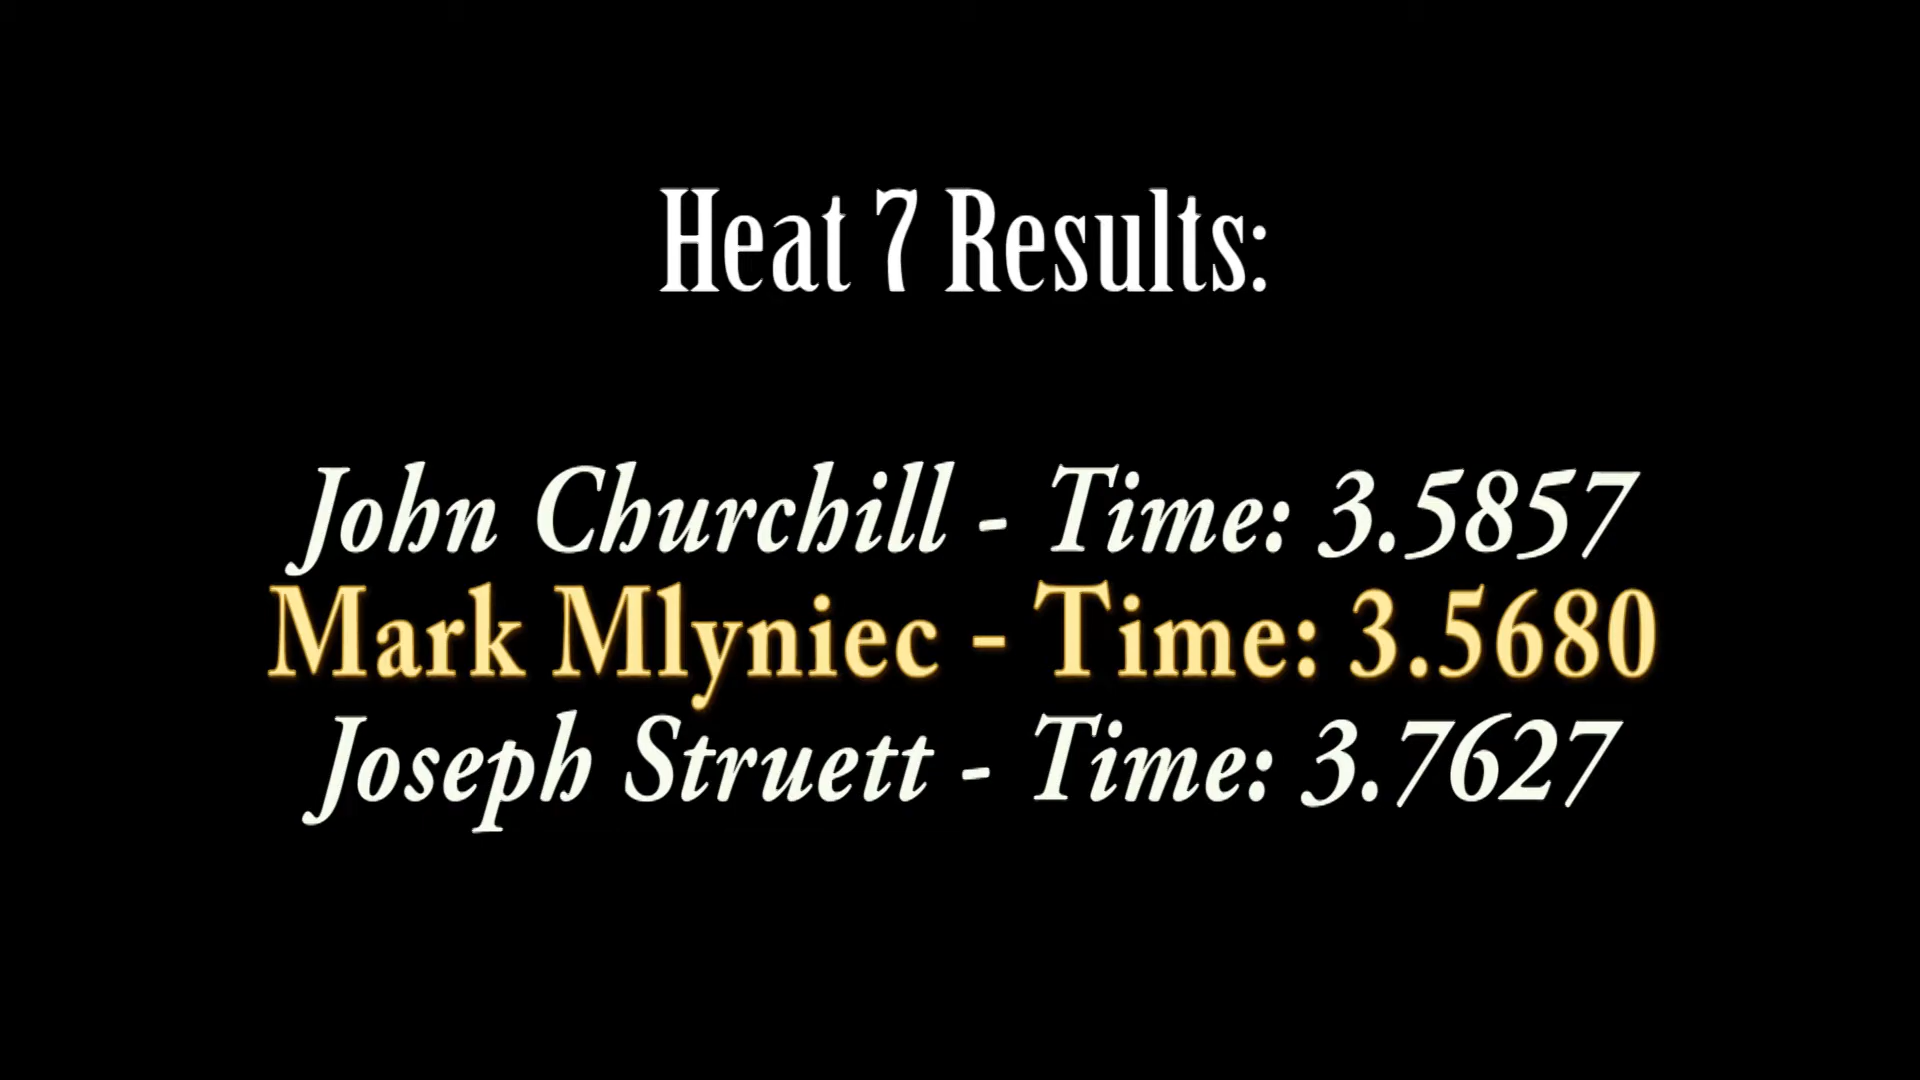 Heat 7 Results:
John Churchill - Time: 3.5857
Mark Mlyniec - Time: 3.5680
Joseph Struett - Time: 3.7627